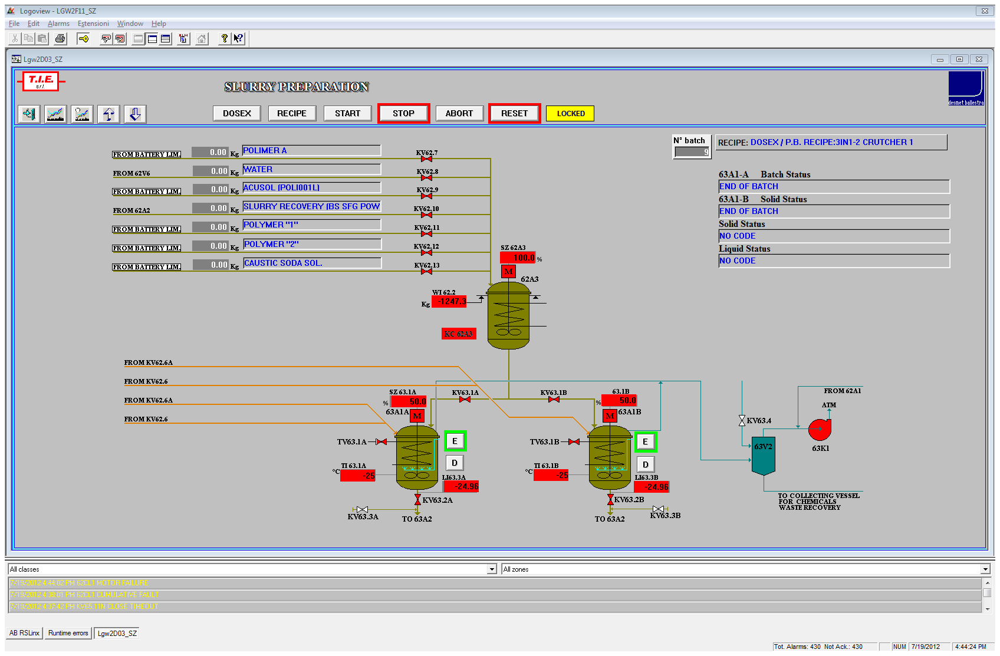 Logoview - LGW2F11_SZ
File Edit Alarms Estensioni Window Help
Lgw2D03_SZ
T.I.E.
s.r.l.
SLURRY PREPARATION
desmet ballestra
DOSEX RECIPE START STOP ABORT RESET LOCKED
N° batch
9
RECIPE: DOSEX / P.B. RECIPE:3IN1-2 CRUTCHER 1
FROM BATTERY LIM. 0.00 Kg POLIMER A KV62.7
FROM 62V6 0.00 Kg WATER KV62.8
FROM BATTERY LIM. 0.00 Kg ACUSOL (POLI001L) KV62.9
FROM 62A2 0.00 Kg SLURRY RECOVERY (BS SFG POW KV62.10
FROM BATTERY LIM. 0.00 Kg POLYMER "1" KV62.11
FROM BATTERY LIM. 0.00 Kg POLYMER "2" KV62.12
FROM BATTERY LIM. 0.00 Kg CAUSTIC SODA SOL. KV62.13
63A1-A Batch Status
END OF BATCH
63A1-B Solid Status
END OF BATCH
Solid Status
NO CODE
Liquid Status
NO CODE
SZ 62A3
100.0 %
M
62A3
WI 62.2
Kg -1247.3
KC 62A3
FROM KV62.6A
FROM KV62.6
FROM KV62.6A
FROM KV62.6
SZ 63.1A
% 50.0
63A1A M
KV63.1A
KV63.1B
63.1B
% 50.0
M 63A1B
TV63.1A
E
D
TI 63.1A
°C -25
LI63.3A
-24.96
KV63.2A
KV63.3A
TO 63A2
TV63.1B
E
D
TI 63.1B
°C -25
LI63.3B
-24.96
KV63.2B
KV63.3B
TO 63A2
FROM 62A1
ATM
KV63.4
63V2
63K1
TO COLLECTING VESSEL
FOR CHEMICALS
WASTE RECOVERY
All classes All zones
7/19/2012 4:44:02 PM 62CL1 MOTOR FAILURE
7/19/2012 4:38:01 PM 62CL1 CUMULATIVE FAULT
7/19/2012 4:37:42 PM KV65.11N CLOSE TIMEOUT
AB RSLinx Runtime errors Lgw2D03_SZ
Tot. Alarms: 430 Not Ack.: 430 NUM 7/19/2012 4:44:24 PM